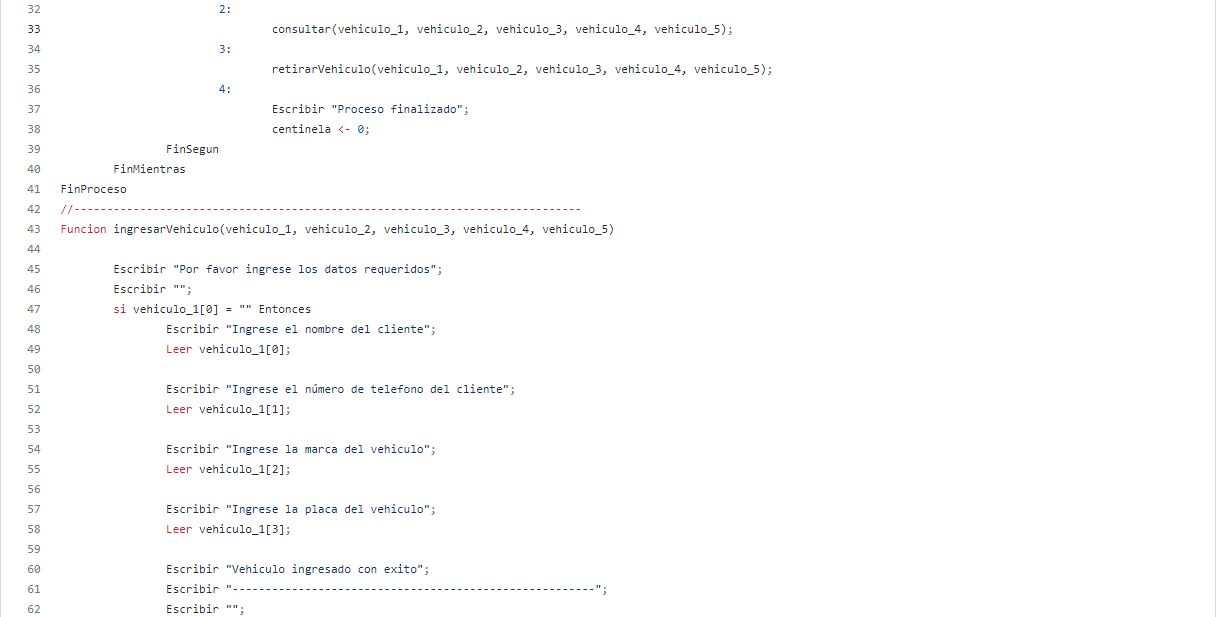 32 2:
33 consultar(vehiculo_1, vehiculo_2, vehiculo_3, vehiculo_4, vehiculo_5);
34 3:
35 retirarVehiculo(vehiculo_1, vehiculo_2, vehiculo_3, vehiculo_4, vehiculo_5);
36 4:
37 Escribir "Proceso finalizado";
38 centinela <- 0;
39 FinSegun
40 FinMientras
41 FinProceso
42 //-----------------------------------------------------------------------------
43 Funcion ingresarVehiculo(vehiculo_1, vehiculo_2, vehiculo_3, vehiculo_4, vehiculo_5)
44
45 Escribir "Por favor ingrese los datos requeridos";
46 Escribir "";
47 si vehiculo_1[0] = "" Entonces
48 Escribir "Ingrese el nombre del cliente";
49 Leer vehiculo_1[0];
50
51 Escribir "Ingrese el número de telefono del cliente";
52 Leer vehiculo_1[1];
53
54 Escribir "Ingrese la marca del vehiculo";
55 Leer vehiculo_1[2];
56
57 Escribir "Ingrese la placa del vehiculo";
58 Leer vehiculo_1[3];
59
60 Escribir "Vehiculo ingresado con exito";
61 Escribir "-------------------------------------------------------";
62 Escribir "";